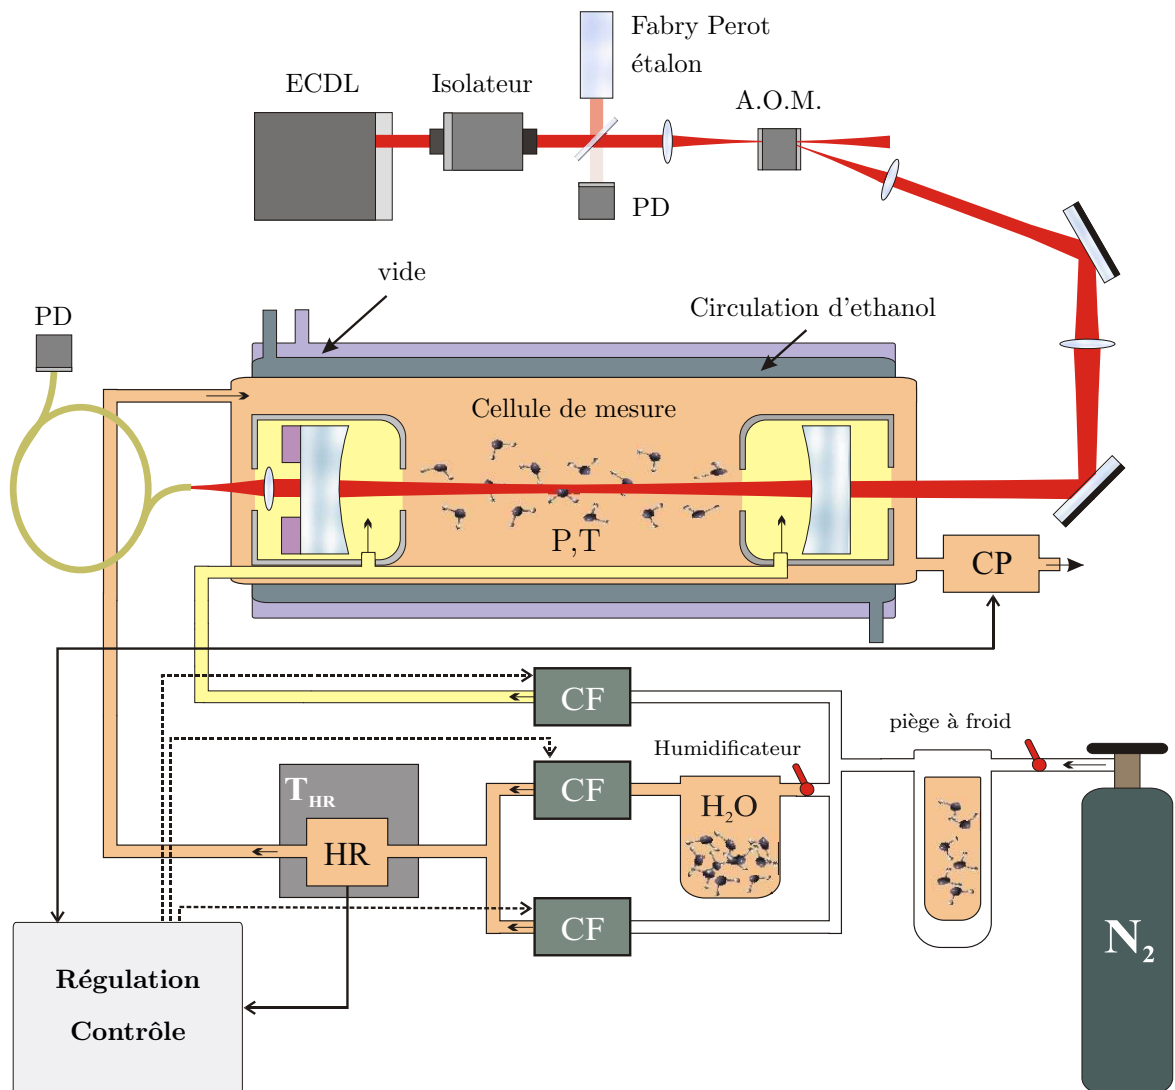 Fabry Perot
étalon
ECDL
Isolateur
A.O.M.
PD
vide
Circulation d'ethanol
PD
Cellule de mesure
P,T
CP
CF
piège à froid
Humidificateur
CF
H₂O
T_HR
HR
CF
N₂
Régulation
Contrôle